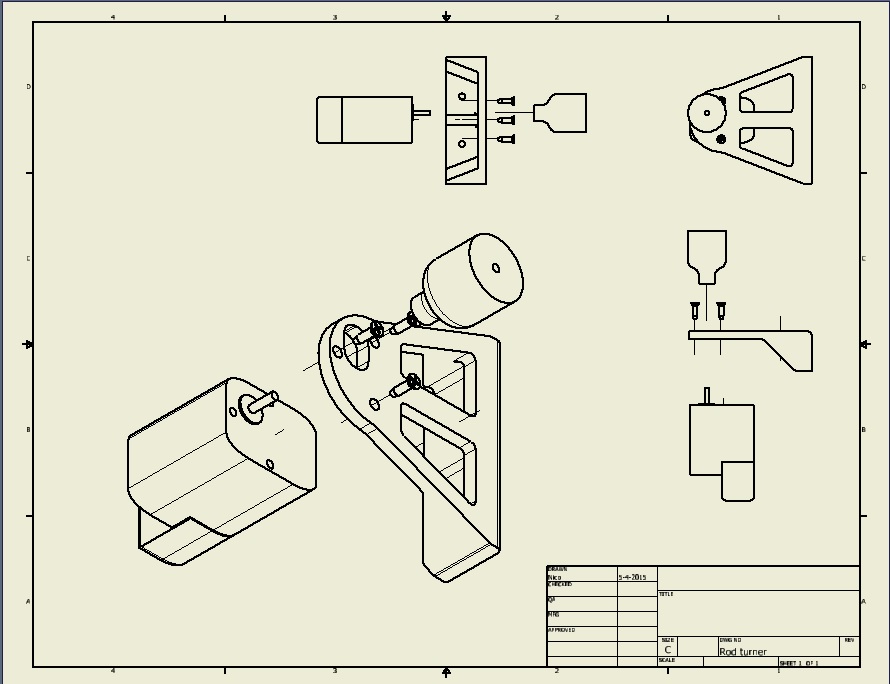 4 3 2 1
D D
C C
B B
A A
DRAWN
Nico 5-4-2015
CHECKED
QA
MFG
APPROVED
TITLE
SIZE
C
DWG NO
Rod turner
REV
SCALE
SHEET 1 OF 1
4 3 2 1